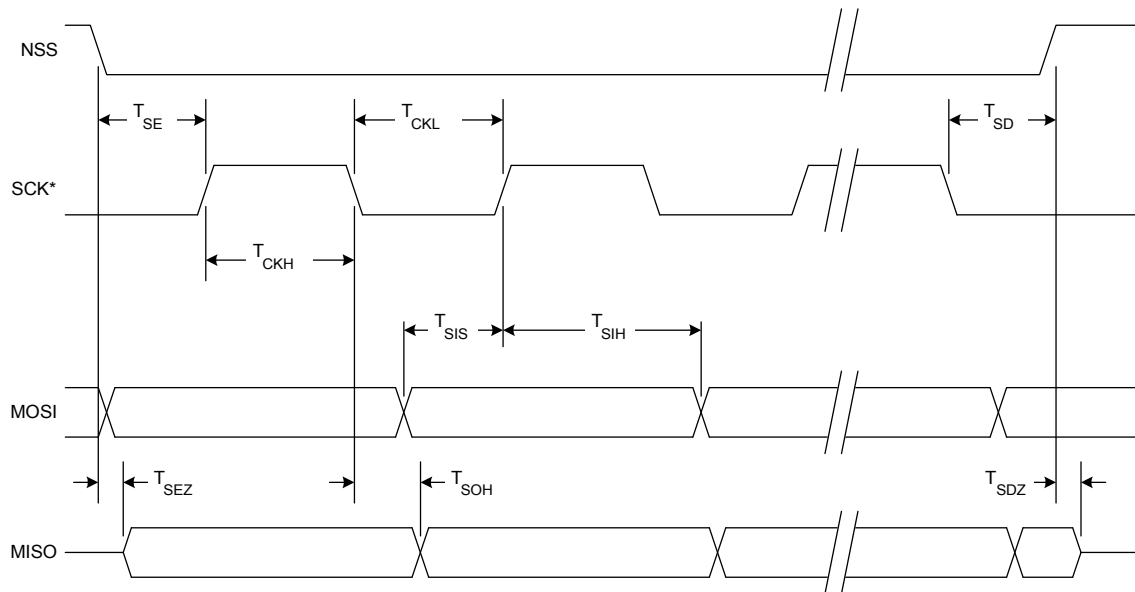 NSS
T_SE
T_CKL
T_SD
SCK*
T_CKH
T_SIS
T_SIH
MOSI
T_SEZ
T_SOH
T_SDZ
MISO